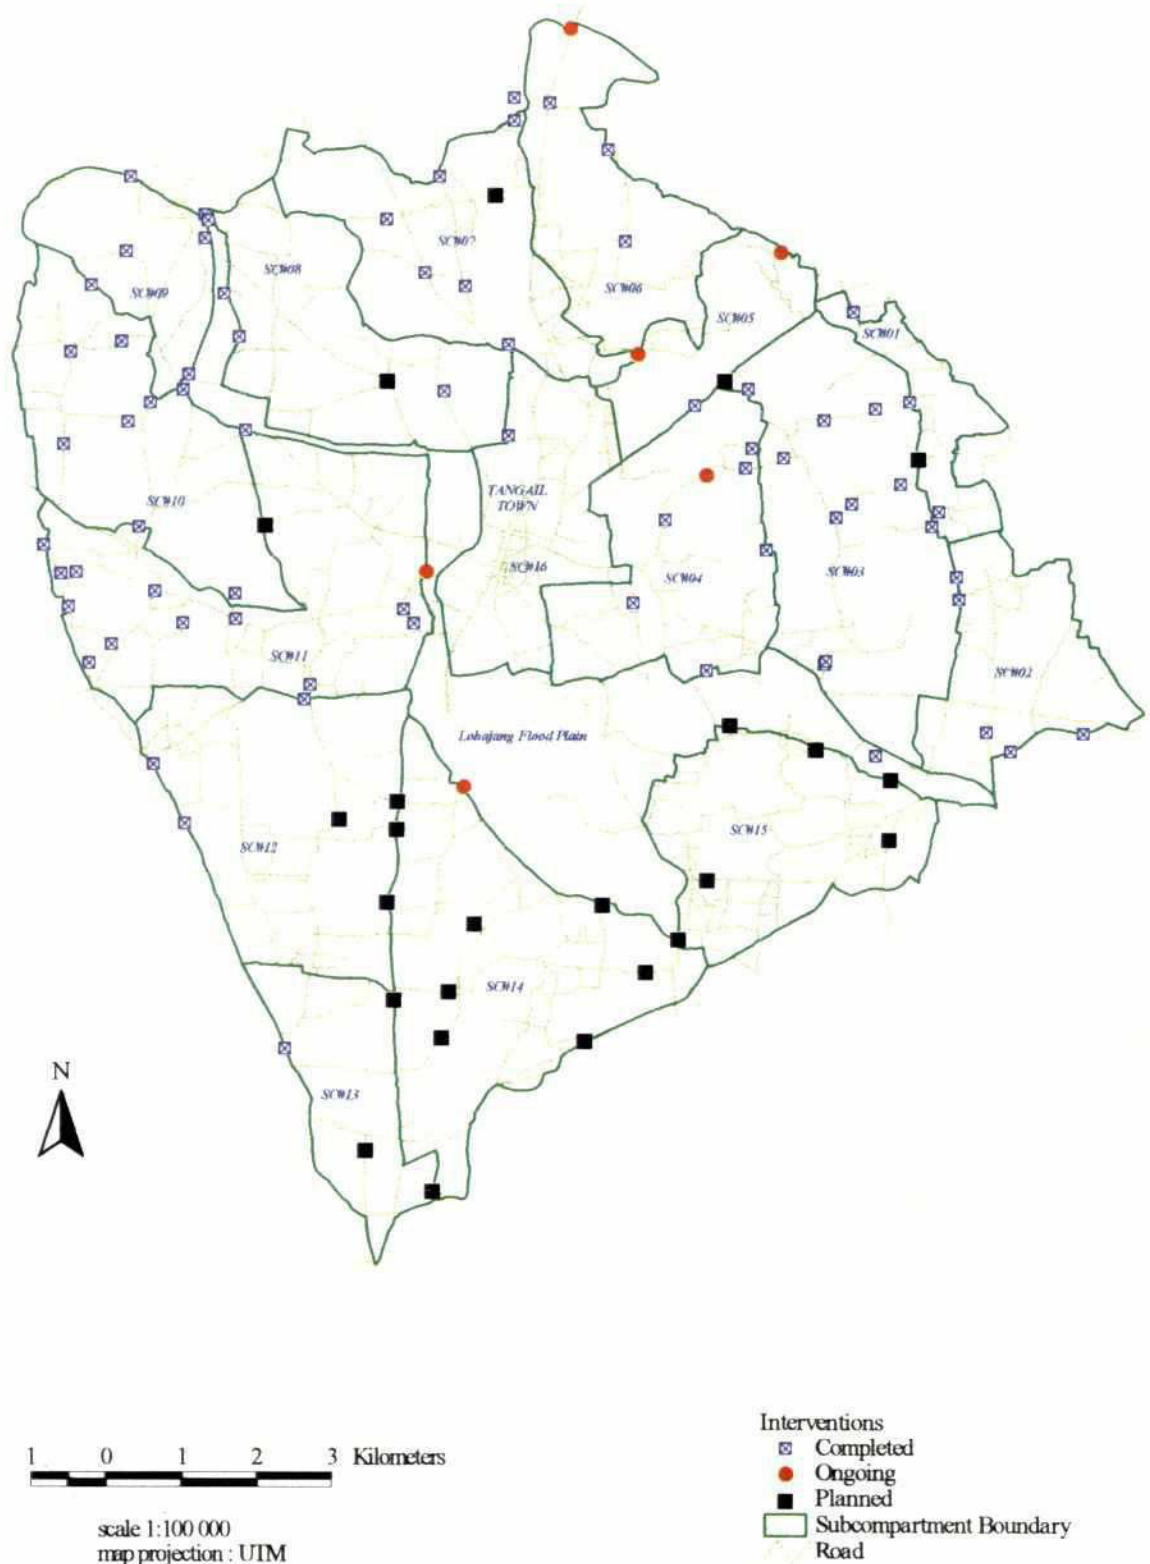 SCW07
SCW08
SCW09
SCW06
SCW05
SCW01
TANGAIL
TOWN
SCW10
SCW16
SCW04
SCW03
SCW11
SCW02
Lohajang Flood Plain
SCW15
SCW12
SCW14
N
SCW13
Interventions
1 0 1 2 3 Kilometers
Completed
Ongoing
Planned
Subcompartment Boundary
Road
scale 1:100 000
map projection : UTM